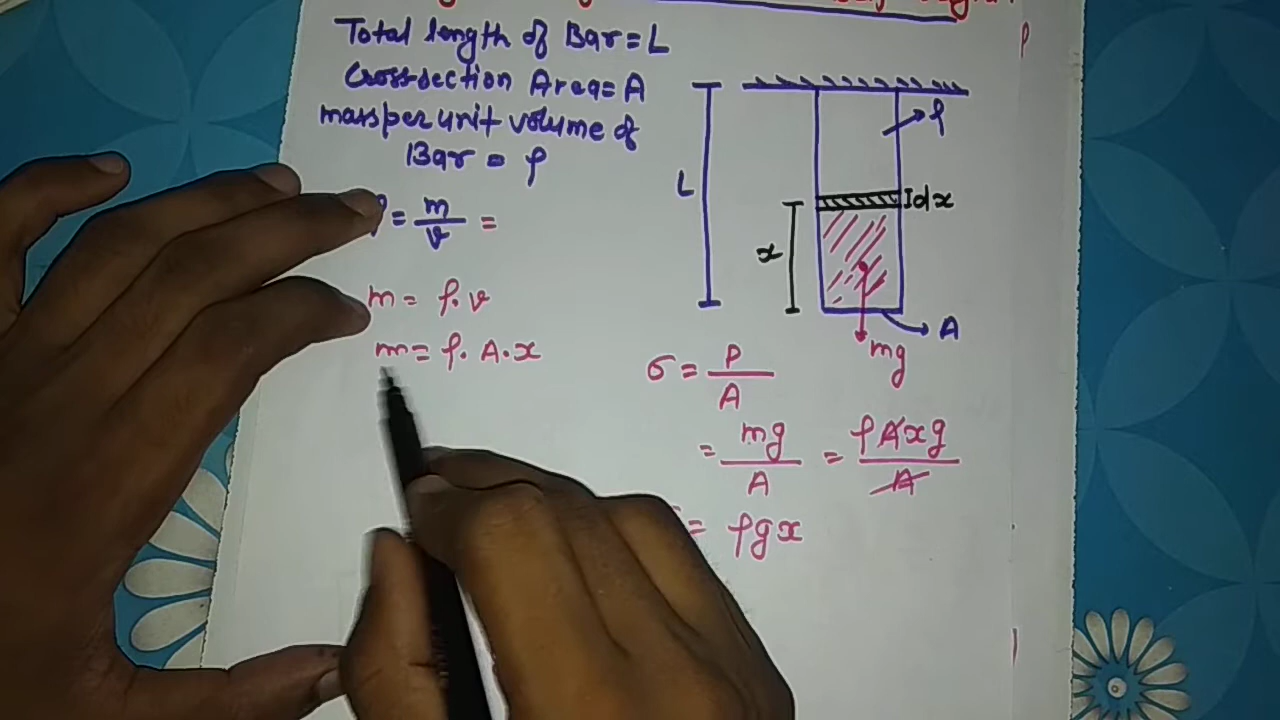 Total length of Bar = L
Cross-section Area = A
mass per unit volume of
Bar = ρ
ρ = m/v =
m = ρ.v
m = ρ. A. x
L
x
ρ
dx
A
mg
σ = P/A
= mg/A = ρAxg/A
= ρgx